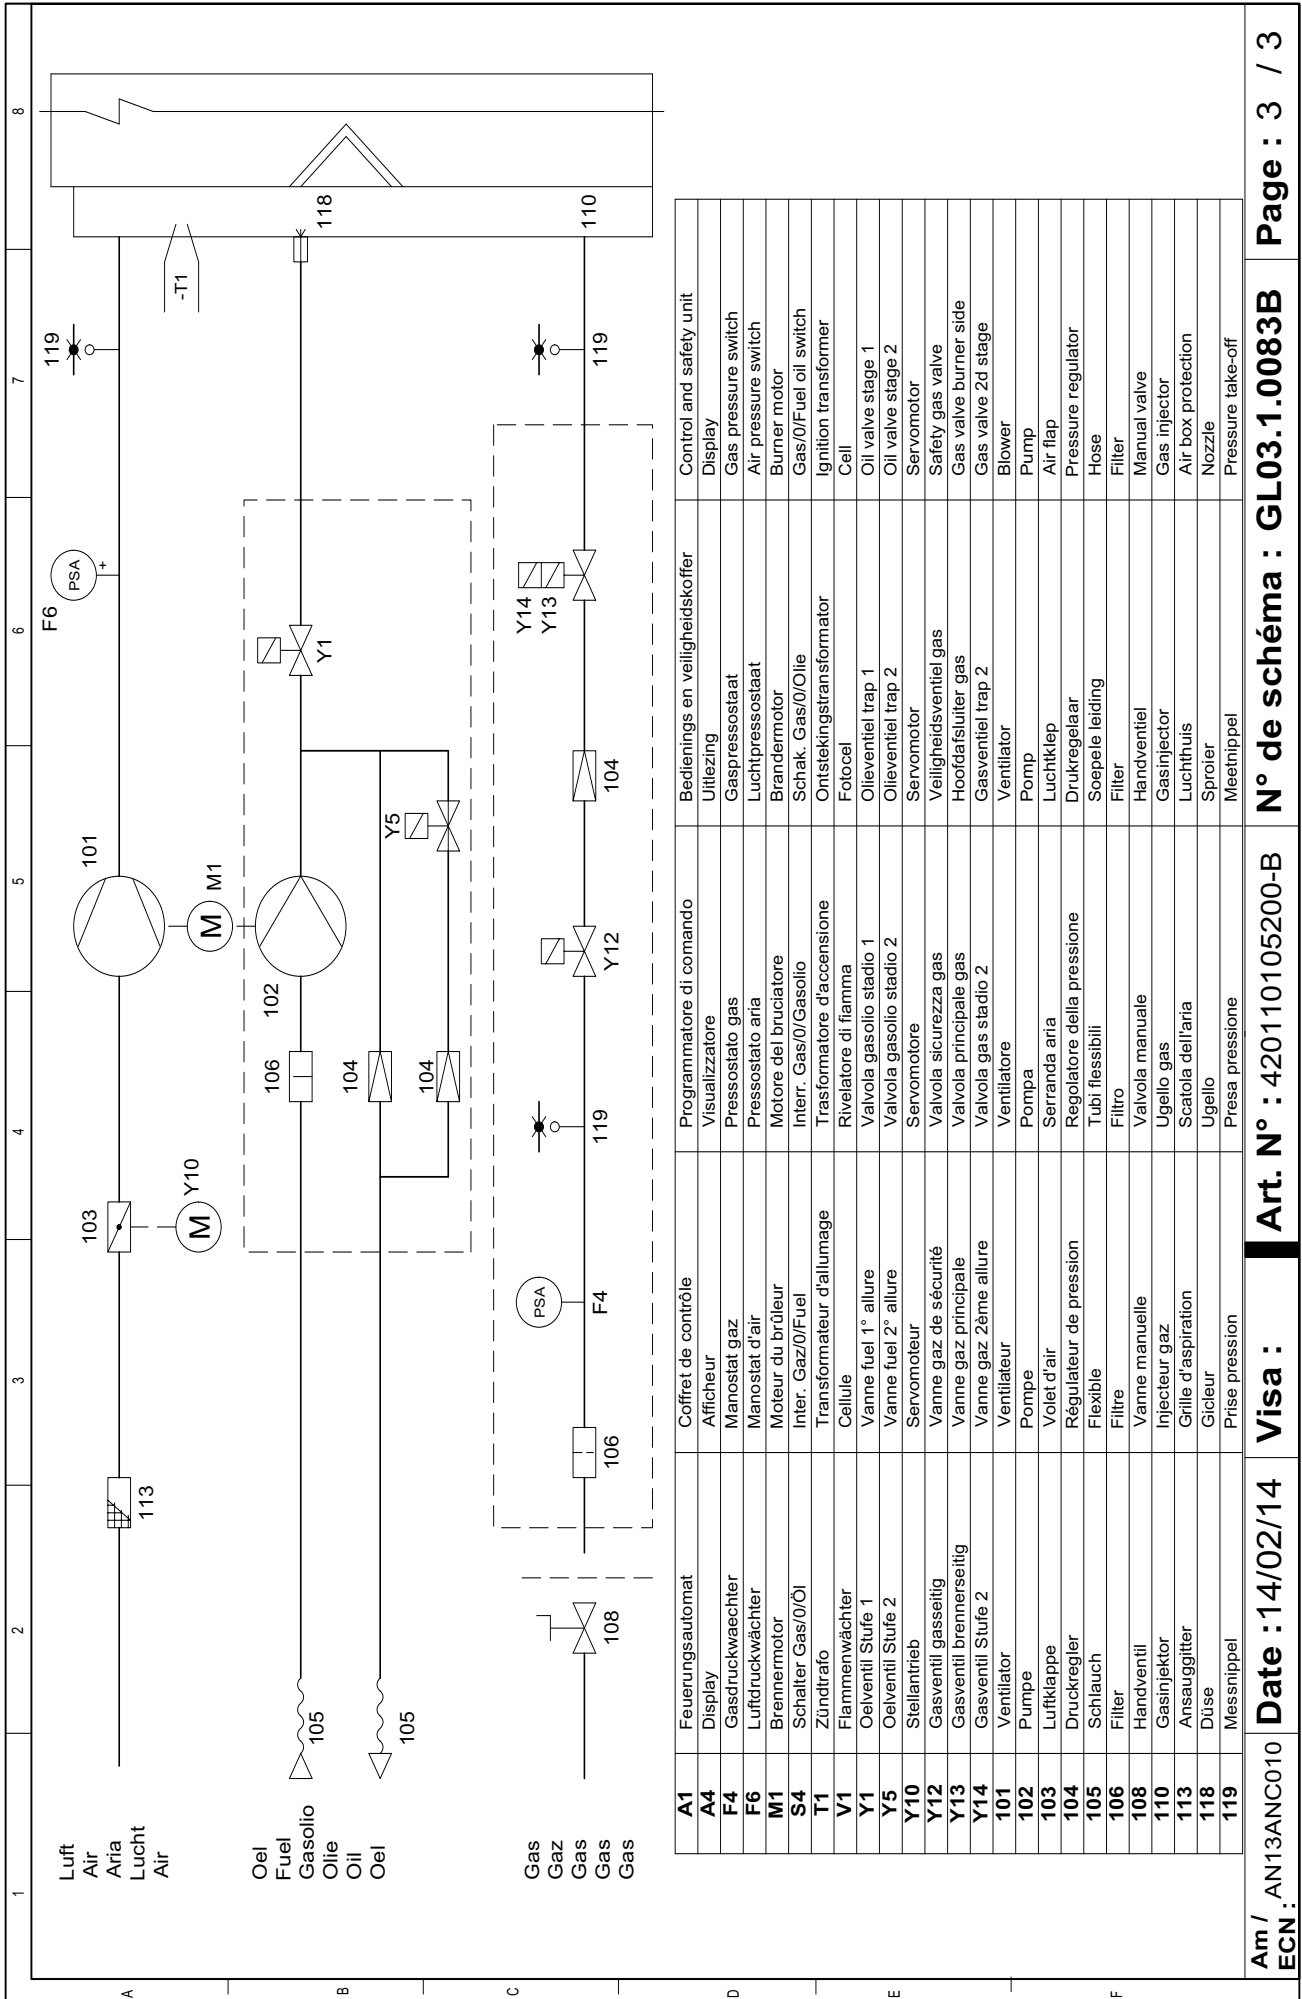 1 2 3 4 5 6 7 8
A
B
C
D
E
F
Luft
Air
Aria
Lucht
Air
113
103
M
Y10
101
M
M1
F6
PSA
+
119
-T1
Oel
Fuel
Gasolio
Olie
Oil
Oel
105
105
106
102
104
104
Y5
Y1
118
Gas
Gaz
Gas
Gas
Gas
108
106
PSA
F4
119
Y12
104
Y14
Y13
119
110
A1 Feuerungsautomat Coffret de contrôle Programmatore di comando Bedienings en veiligheidskoffer Control and safety unit
A4 Display Afficheur Visualizzatore Uitlezing Display
F4 Gasdruckwaechter Manostat gaz Pressostato gas Gaspressostaat Gas pressure switch
F6 Luftdruckwächter Manostat d'air Pressostato aria Luchtpressostaat Air pressure switch
M1 Brennermotor Moteur du brûleur Motore del bruciatore Brandermotor Burner motor
S4 Schalter Gas/0/Öl Inter. Gaz/0/Fuel Interr. Gas/0/Gasolio Schak. Gas/0/Olie Gas/0/Fuel oil switch
T1 Zündtrafo Transformateur d'allumage Trasformatore d'accensione Ontstekingstransformator Ignition transformer
V1 Flammenwächter Cellule Rivelatore di fiamma Fotocel Cell
Y1 Oelventil Stufe 1 Vanne fuel 1° allure Valvola gasolio stadio 1 Olieventiel trap 1 Oil valve stage 1
Y5 Oelventil Stufe 2 Vanne fuel 2° allure Valvola gasolio stadio 2 Olieventiel trap 2 Oil valve stage 2
Y10 Stellantrieb Servomoteur Servomotore Servomotor Servomotor
Y12 Gasventil gasseitig Vanne gaz de sécurité Valvola sicurezza gas Veiligheidsventiel gas Safety gas valve
Y13 Gasventil brennerseitig Vanne gaz principale Valvola principale gas Hoofdafsluiter gas Gas valve burner side
Y14 Gasventil Stufe 2 Vanne gaz 2ème allure Valvola gas stadio 2 Gasventiel trap 2 Gas valve 2d stage
101 Ventilator Ventilateur Ventilatore Ventilator Blower
102 Pumpe Pompe Pompa Pomp Pump
103 Luftklappe Volet d'air Serranda aria Luchtklep Air flap
104 Druckregler Régulateur de pression Regolatore della pressione Drukregelaar Pressure regulator
105 Schlauch Flexible Tubi flessibili Soepele leiding Hose
106 Filter Filtre Filtro Filter Filter
108 Handventil Vanne manuelle Valvola manuale Handventiel Manual valve
110 Gasinjektor Injecteur gaz Ugello gas Gasinjector Gas injector
113 Ansauggitter Grille d'aspiration Scatola dell'aria Luchthuis Air box protection
118 Düse Gicleur Ugello Sproier Nozzle
119 Messnippel Prise pression Presa pressione Meetnippel Pressure take-off
Am / ECN : AN13ANC010 Date : 14/02/14 Visa : Art. N° : 420110105200-B N° de schéma : GL03.1.0083B Page : 3 / 3